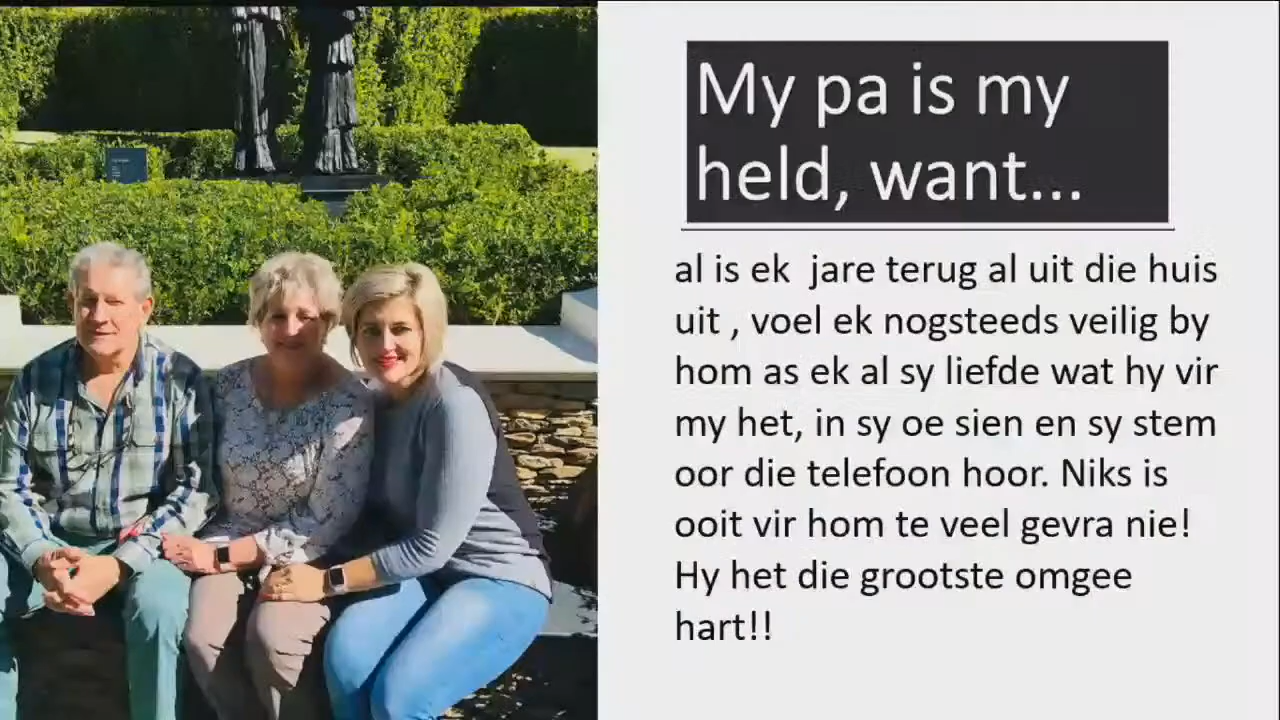 My pa is my
held, want...
al is ek  jare terug al uit die huis
uit , voel ek nogsteeds veilig by
hom as ek al sy liefde wat hy vir
my het, in sy oe sien en sy stem
oor die telefoon hoor. Niks is
ooit vir hom te veel gevra nie!
Hy het die grootste omgee
hart!!